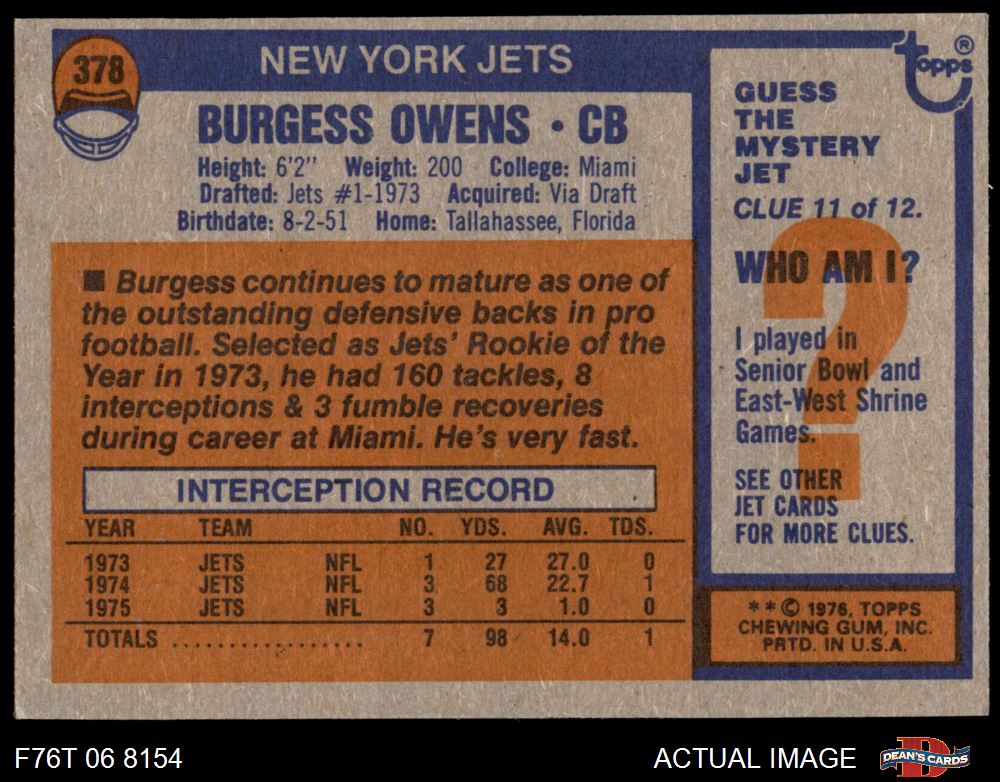 378
NEW YORK JETS
BURGESS OWENS • CB
Height: 6'2" Weight: 200 College: Miami
Drafted: Jets #1-1973 Acquired: Via Draft
Birthdate: 8-2-51 Home: Tallahassee, Florida
■ Burgess continues to mature as one of
the outstanding defensive backs in pro
football. Selected as Jets' Rookie of the
Year in 1973, he had 160 tackles, 8
interceptions & 3 fumble recoveries
during career at Miami. He's very fast.
INTERCEPTION RECORD
YEAR TEAM NO. YDS. AVG. TDS.
1973 JETS NFL 1 27 27.0 0
1974 JETS NFL 3 68 22.7 1
1975 JETS NFL 3 3 1.0 0
TOTALS ................. 7 98 14.0 1
topps ®
GUESS
THE
MYSTERY
JET
CLUE 11 of 12.
WHO AM I?
?
I played in
Senior Bowl and
East-West Shrine
Games.
SEE OTHER
JET CARDS
FOR MORE CLUES.
* * © 1976, TOPPS
CHEWING GUM, INC.
PRTD. IN U.S.A.
F76T 06 8154
ACTUAL IMAGE
D
DEAN'S CARDS